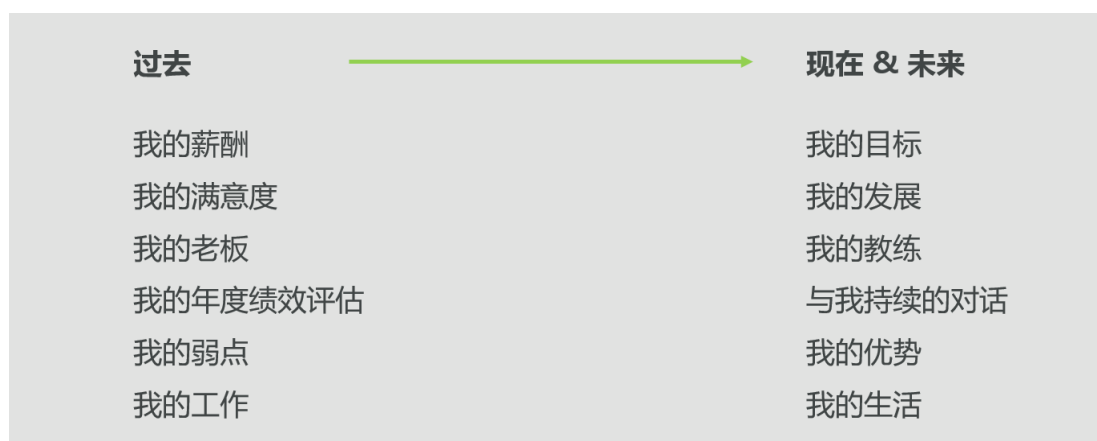 过去 现在 & 未来
我的薪酬 我的目标
我的满意度 我的发展
我的老板 我的教练
我的年度绩效评估 与我持续的对话
我的弱点 我的优势
我的工作 我的生活